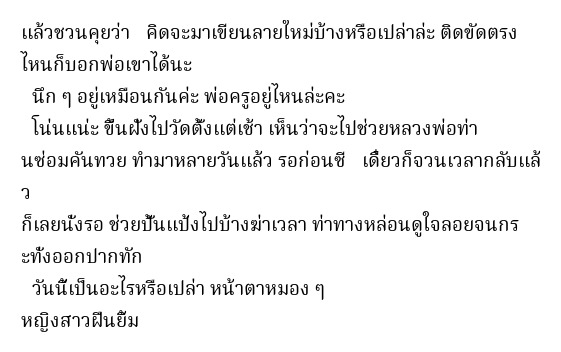 แล้วชวนคุยว่า   คิดจะมาเขียนลายใหม่บ้างหรือเปล่าล่ะ ติดขัดตรง
ไหนก็บอกพ่อเขาได้นะ
นึก ๆ อยู่เหมือนกันค่ะ พ่อครูอยู่ไหนล่ะคะ
โน่นแน่ะ ขึ้นฝั่งไปวัดตั้งแต่เช้า เห็นว่าจะไปช่วยหลวงพ่อท่า
นซ่อมคันทวย ทำมาหลายวันแล้ว รอก่อนซี   เดี๋ยวก็จวนเวลากลับแล้
ว
ก็เลยนั่งรอ ช่วยปั้นแป้งไปบ้างฆ่าเวลา ท่าทางหล่อนดูใจลอยจนกร
ะทั่งออกปากทัก
วันนี้เป็นอะไรหรือเปล่า หน้าตาหมอง ๆ
หญิงสาวฝืนยิ้ม